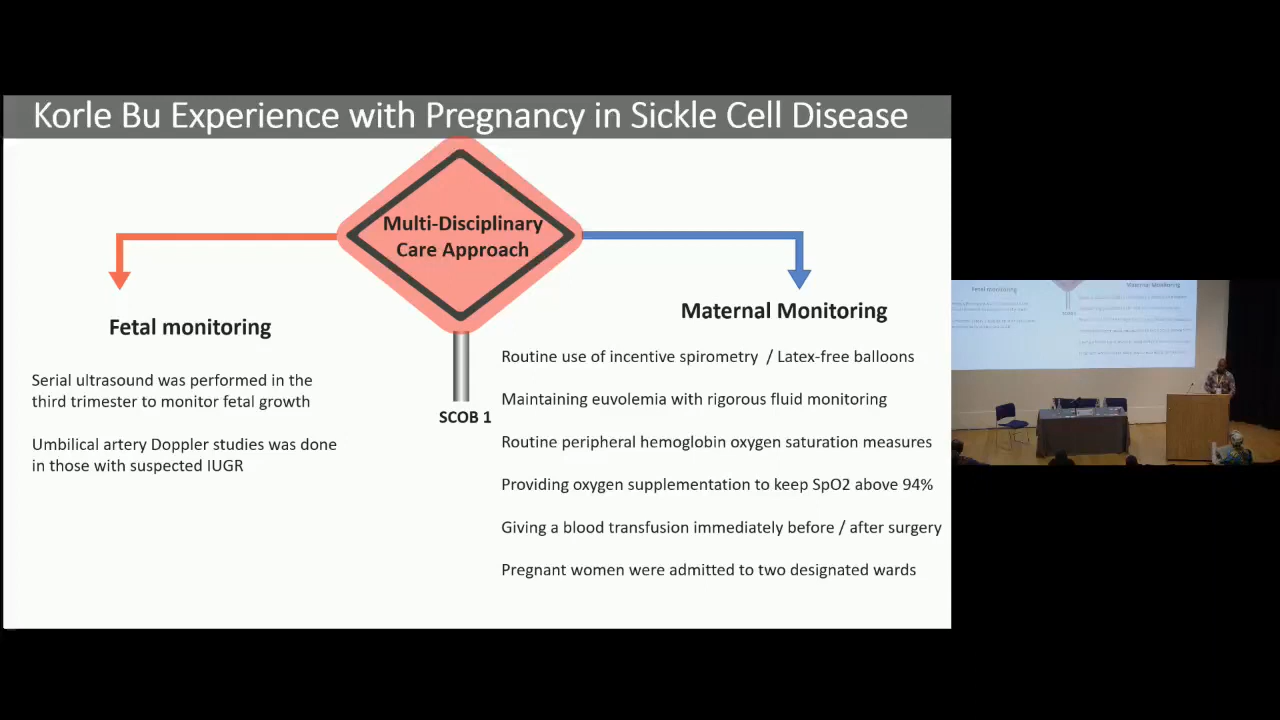 Korle Bu Experience with Pregnancy in Sickle Cell Disease
Multi-Disciplinary
Care Approach
SCOB 1
Fetal monitoring
Serial ultrasound was performed in the
third trimester to monitor fetal growth
Umbilical artery Doppler studies was done
in those with suspected IUGR
Maternal Monitoring
Routine use of incentive spirometry / Latex-free balloons
Maintaining euvolemia with rigorous fluid monitoring
Routine peripheral hemoglobin oxygen saturation measures
Providing oxygen supplementation to keep SpO2 above 94%
Giving a blood transfusion immediately before / after surgery
Pregnant women were admitted to two designated wards
Fetal monitoring
Maternal Monitoring